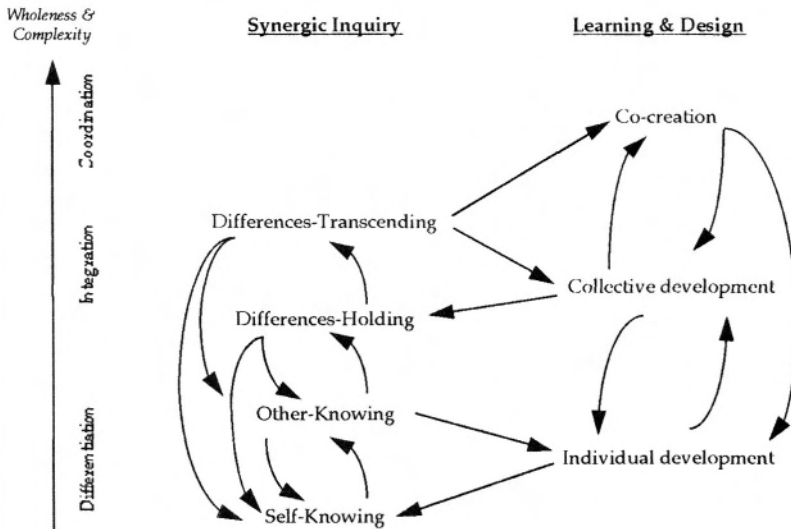 Wholeness &
Complexity
Synergic Inquiry
Learning & Design
Coordination
Co-creation
Differences-Transcending
Integration
Collective development
Differences-Holding
Other-Knowing
Differentiation
Individual development
Self-Knowing